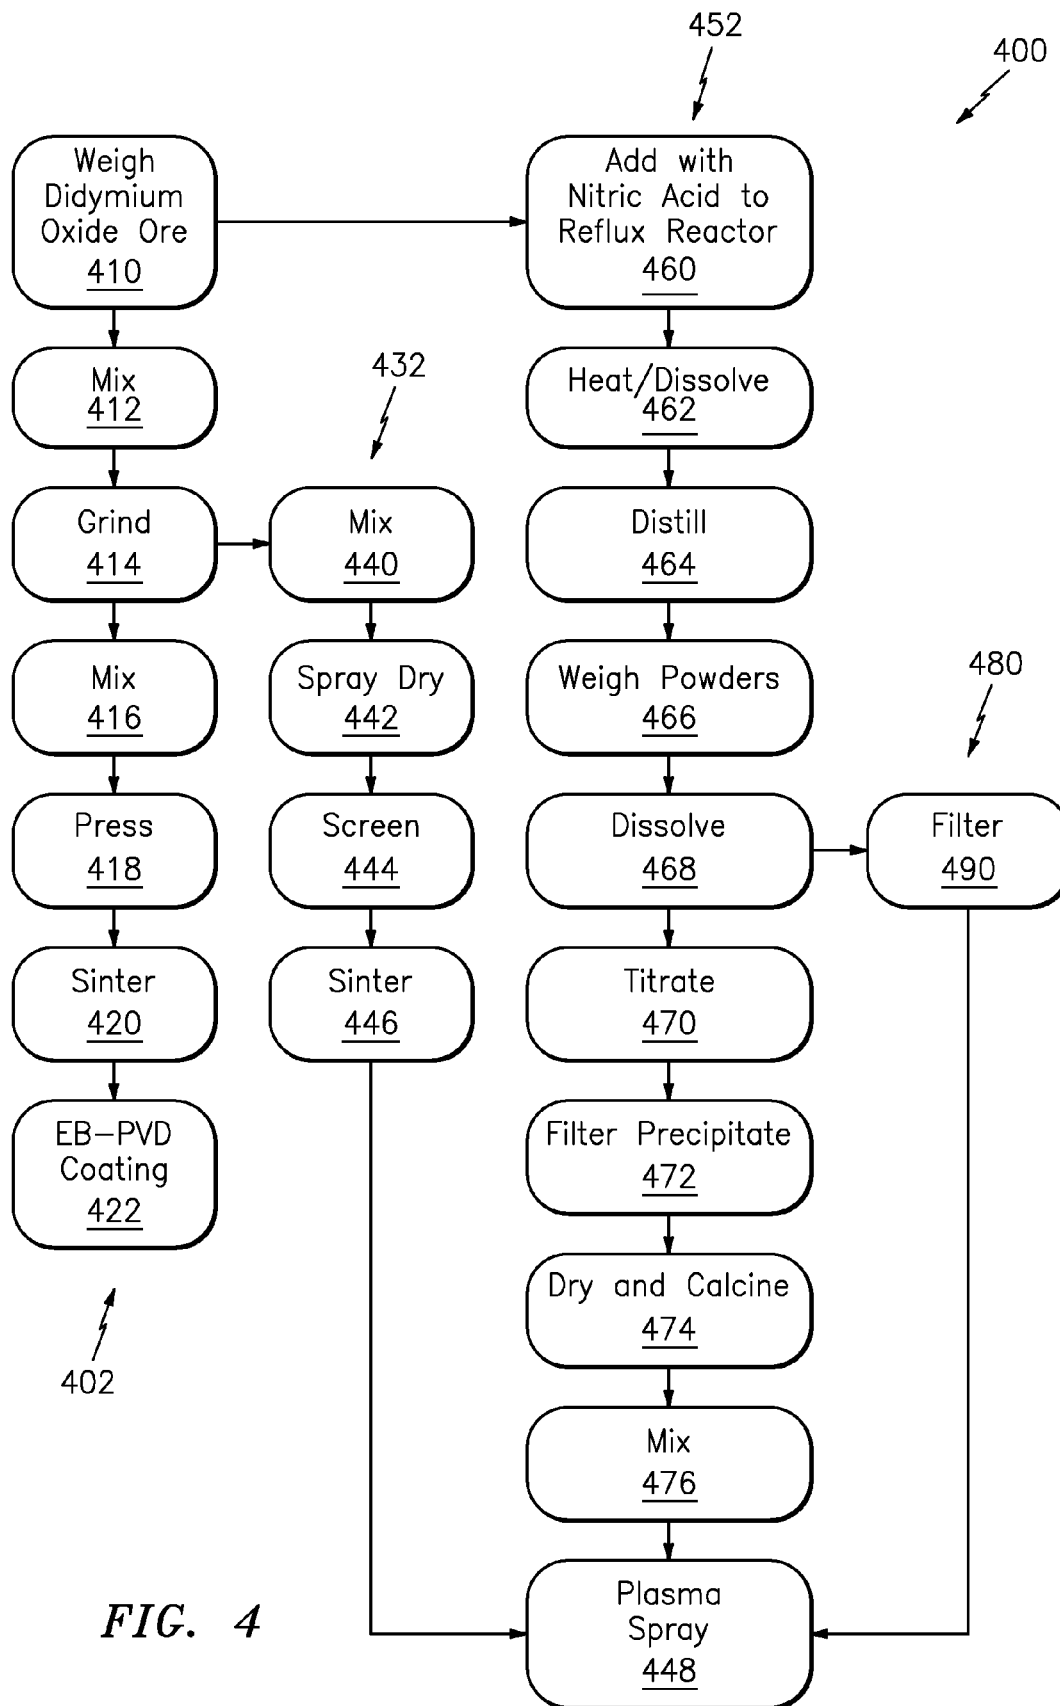 452
400
Weigh
Didymium
Oxide Ore
410
Add with
Nitric Acid to
Reflux Reactor
460
Mix
412
432
Heat/Dissolve
462
Grind
414
Mix
440
Distill
464
Mix
416
Spray Dry
442
Weigh Powders
466
480
Press
418
Screen
444
Dissolve
468
Filter
490
Sinter
420
Sinter
446
Titrate
470
EB-PVD
Coating
422
Filter Precipitate
472
Dry and Calcine
474
402
Mix
476
Plasma
Spray
448
FIG. 4